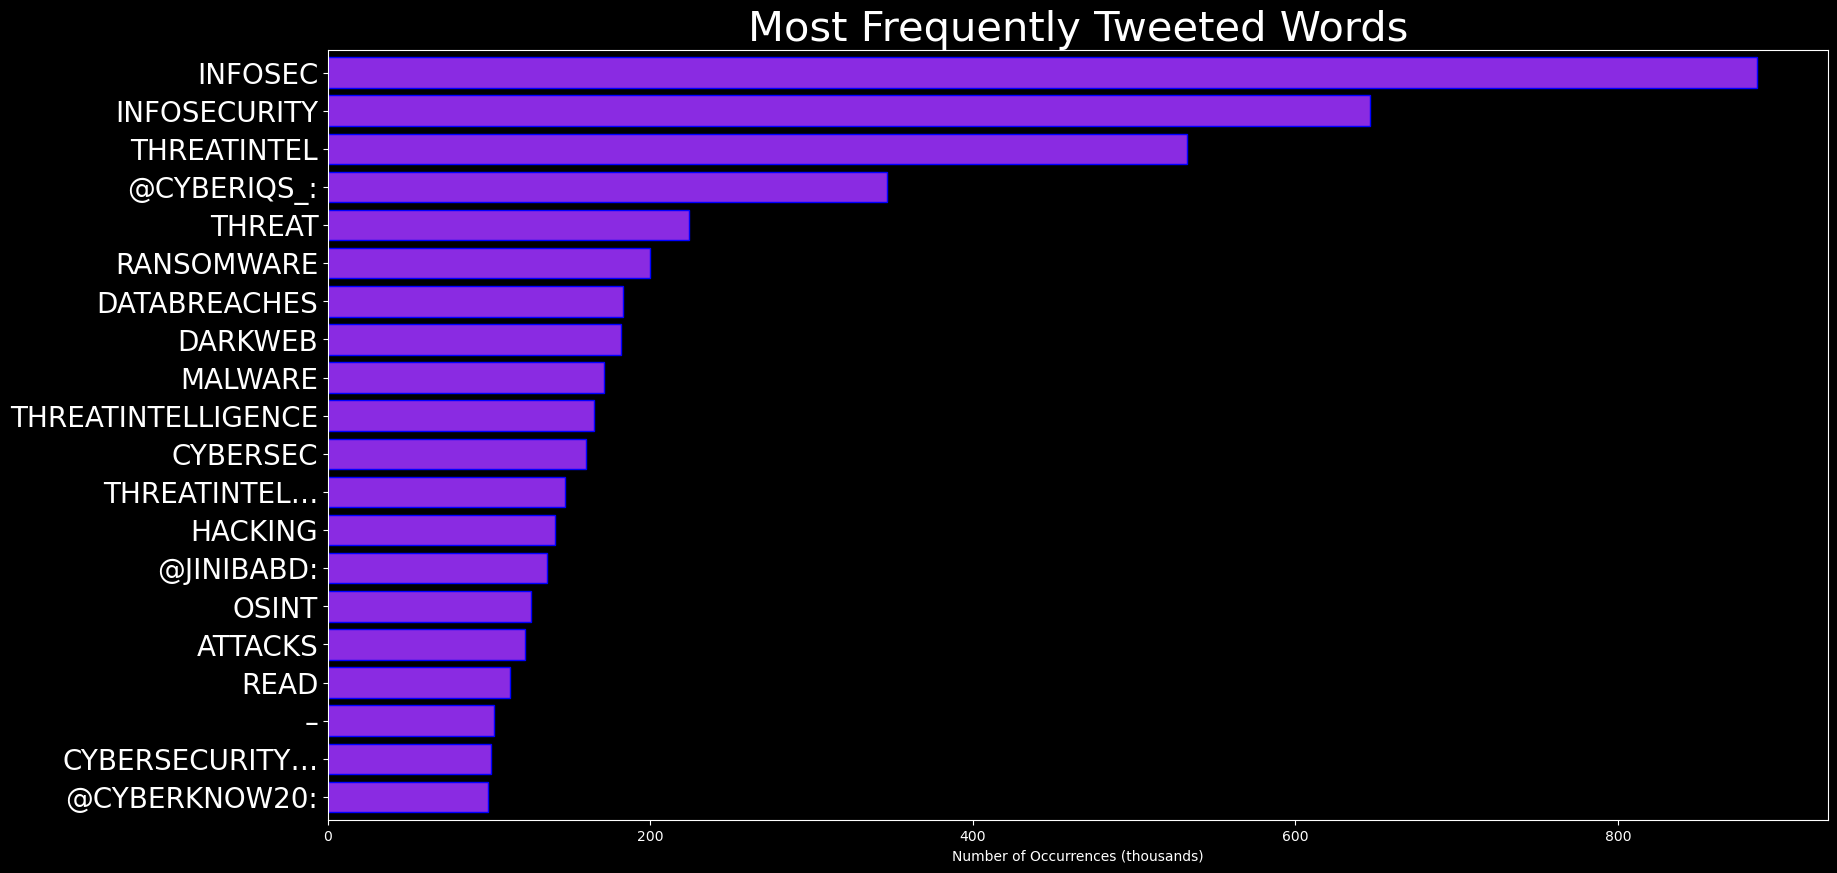 Most Frequently Tweeted Words
INFOSEC
INFOSECURITY
THREATINTEL
@CYBERIQS_:
THREAT
RANSOMWARE
DATABREACHES
DARKWEB
MALWARE
THREATINTELLIGENCE
CYBERSEC
THREATINTEL…
HACKING
@JINIBABD:
OSINT
ATTACKS
READ
–
CYBERSECURITY…
@CYBERKNOW20:
0 200 400 600 800
Number of Occurrences (thousands)